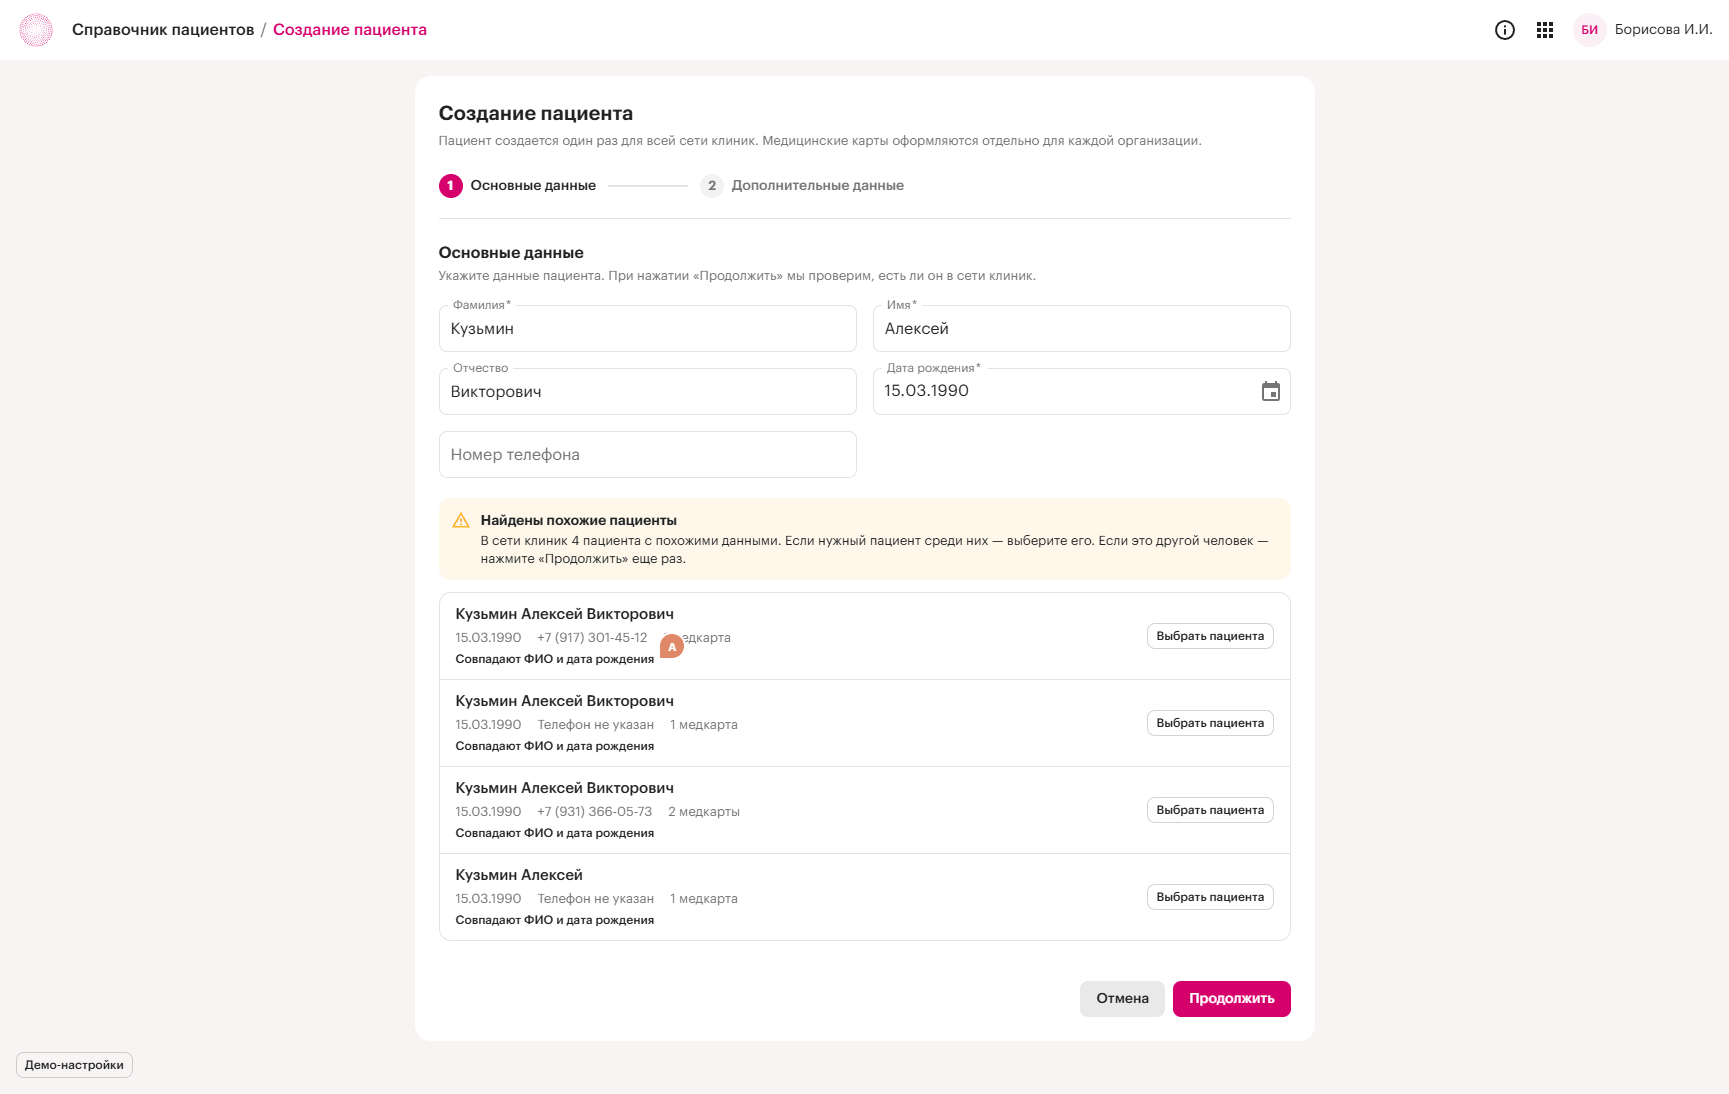 Справочник пациентов / Создание пациента
БИ Борисова И.И.
Создание пациента
Пациент создается один раз для всей сети клиник. Медицинские карты оформляются отдельно для каждой организации.
1 Основные данные 2 Дополнительные данные
Основные данные
Укажите данные пациента. При нажатии «Продолжить» мы проверим, есть ли он в сети клиник.
Фамилия* Имя*
Кузьмин Алексей
Отчество Дата рождения*
Викторович 15.03.1990
Номер телефона
Найдены похожие пациенты
В сети клиник 4 пациента с похожими данными. Если нужный пациент среди них — выберите его. Если это другой человек —
нажмите «Продолжить» еще раз.
Кузьмин Алексей Викторович
15.03.1990 +7 (917) 301-45-12 Выбрать пациента
A
Совпадают ФИО и дата рождения
Кузьмин Алексей Викторович
15.03.1990 Телефон не указан 1 медкарта Выбрать пациента
Совпадают ФИО и дата рождения
Кузьмин Алексей Викторович
15.03.1990 +7 (931) 366-05-73 2 медкарты Выбрать пациента
Совпадают ФИО и дата рождения
Кузьмин Алексей
15.03.1990 Телефон не указан 1 медкарта Выбрать пациента
Совпадают ФИО и дата рождения
Отмена Продолжить
Демо-настройки